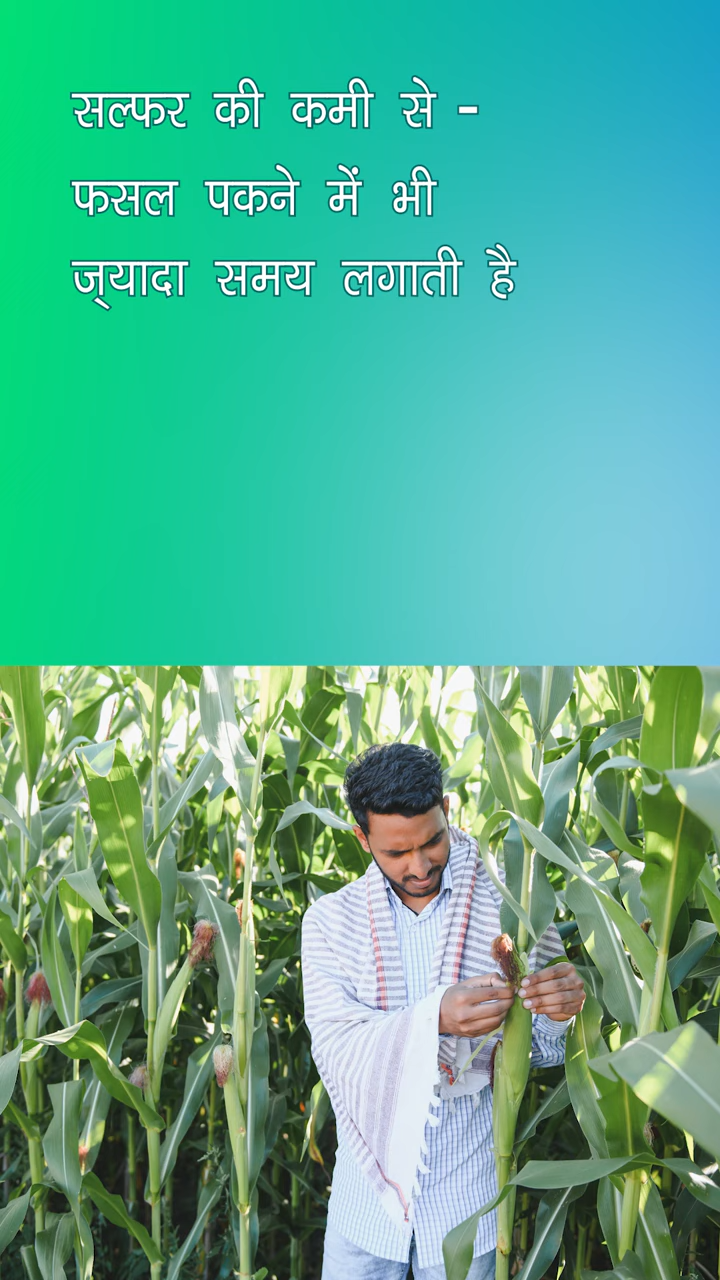 सल्फर की कमी से -
फसल पकने में भी
ज्यादा समय लगाती है